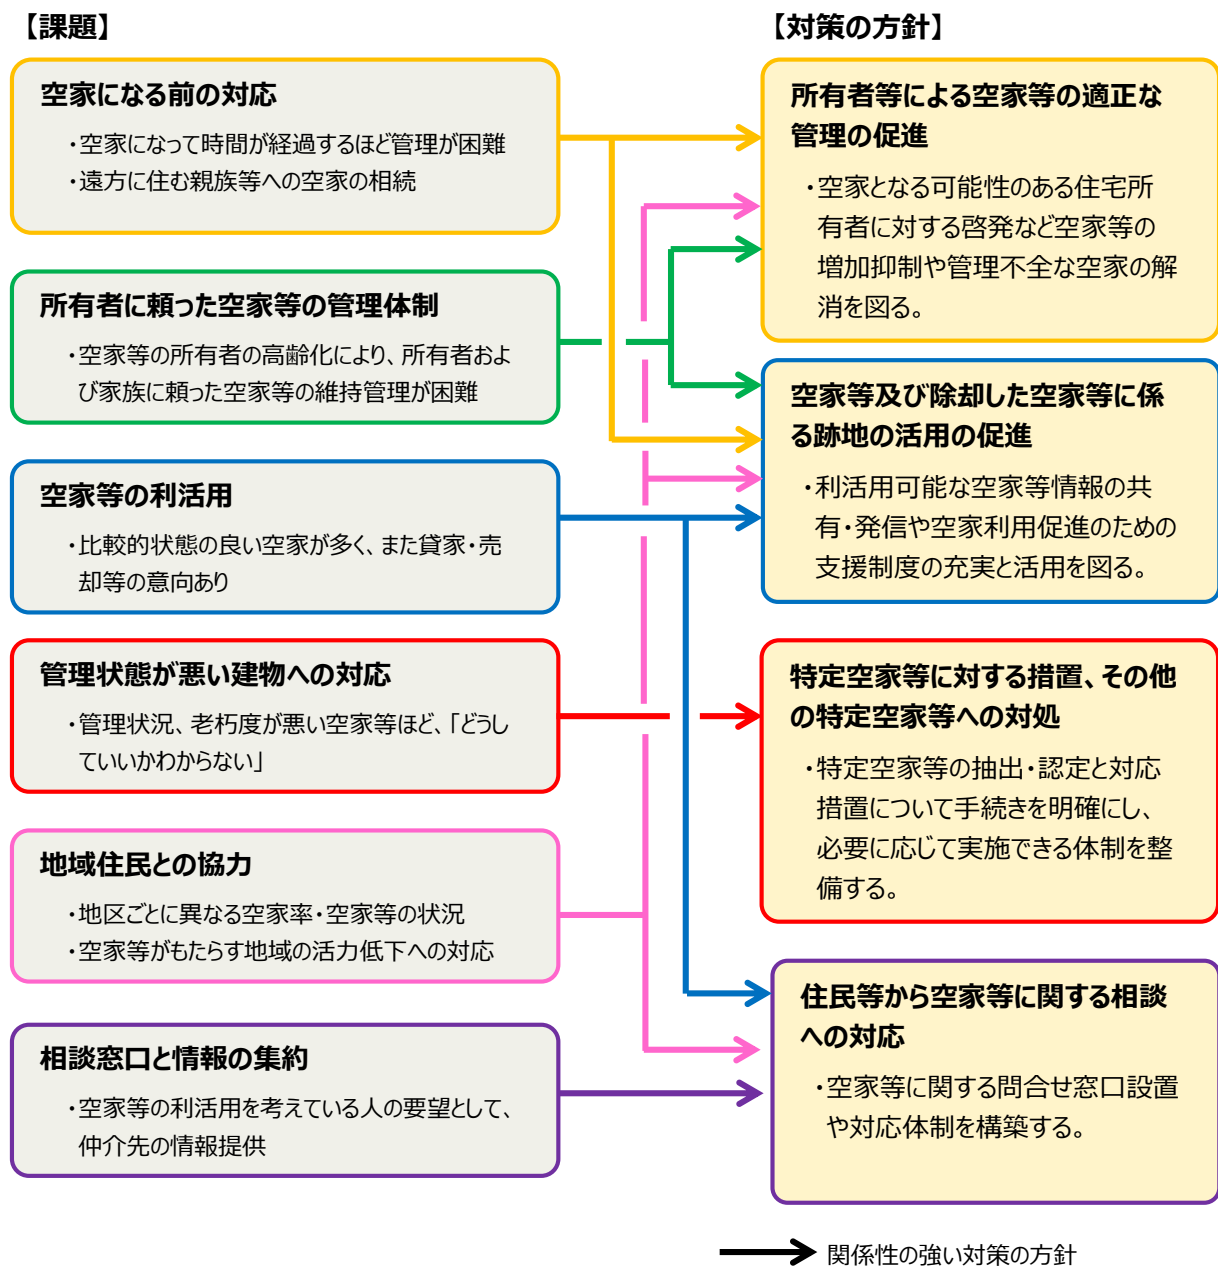 【課題】
空家になる前の対応
・空家になって時間が経過するほど管理が困難
・遠方に住む親族等への空家の相続
所有者に頼った空家等の管理体制
・空家等の所有者の高齢化により、所有者およ
び家族に頼った空家等の維持管理が困難
空家等の利活用
・比較的状態の良い空家が多く、また貸家・売
却等の意向あり
管理状態が悪い建物への対応
・管理状況、老朽度が悪い空家等ほど、「どうし
ていいかわからない」
地域住民との協力
・地区ごとに異なる空家率・空家等の状況
・空家等がもたらす地域の活力低下への対応
相談窓口と情報の集約
・空家等の利活用を考えている人の要望として、
仲介先の情報提供
【対策の方針】
所有者等による空家等の適正な
管理の促進
・空家となる可能性のある住宅所
有者に対する啓発など空家等の
増加抑制や管理不全な空家の解
消を図る。
空家等及び除却した空家等に係
る跡地の活用の促進
・利活用可能な空家等情報の共
有・発信や空家利用促進のための
支援制度の充実と活用を図る。
特定空家等に対する措置、その他
の特定空家等への対処
・特定空家等の抽出・認定と対応
措置について手続きを明確にし、
必要に応じて実施できる体制を整
備する。
住民等から空家等に関する相談
への対応
・空家等に関する問合せ窓口設置
や対応体制を構築する。
関係性の強い対策の方針